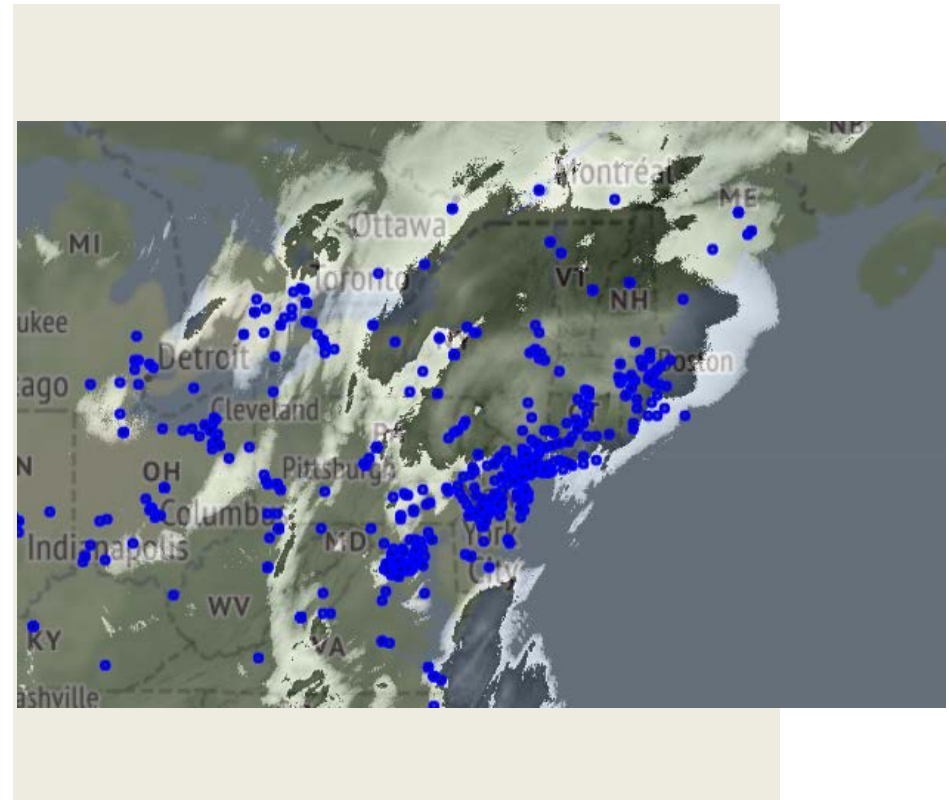 NB
Montréal
ME
Ottawa
MI
Toronto
VT
NH
ukee
Detroit
Boston
ago
Cleveland
N
OH
Pittsburgh
Columbu
MD
York
Indianapolis
City
WV
KY
VA
ashville